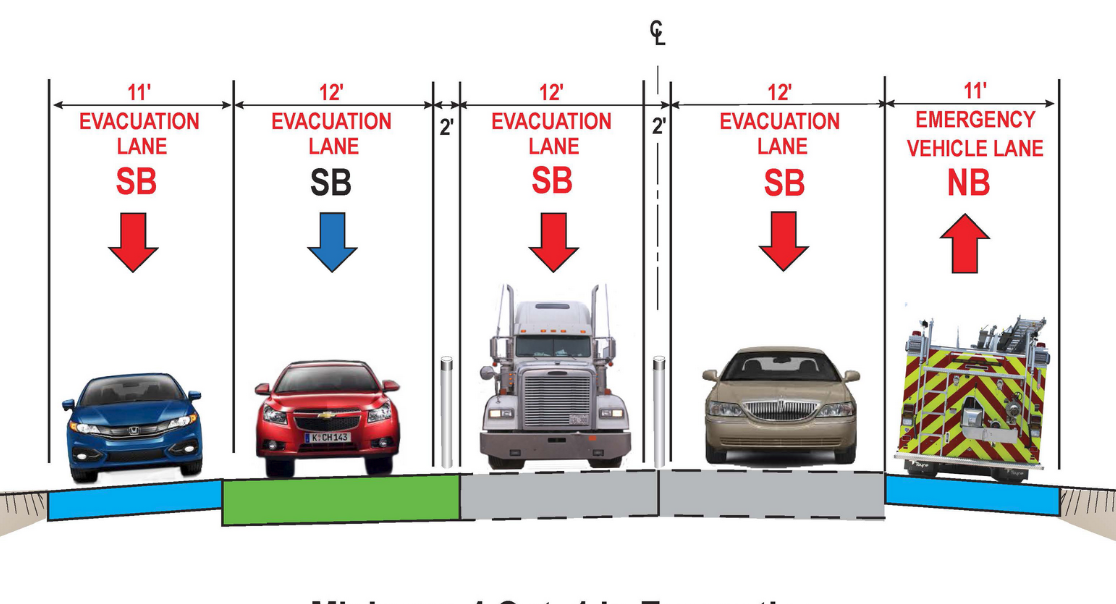 ℄
11'
EVACUATION
LANE
SB
12'
EVACUATION
LANE
SB
2'
12'
EVACUATION
LANE
SB
2'
12'
EVACUATION
LANE
SB
11'
EMERGENCY
VEHICLE LANE
NB
K CH 143